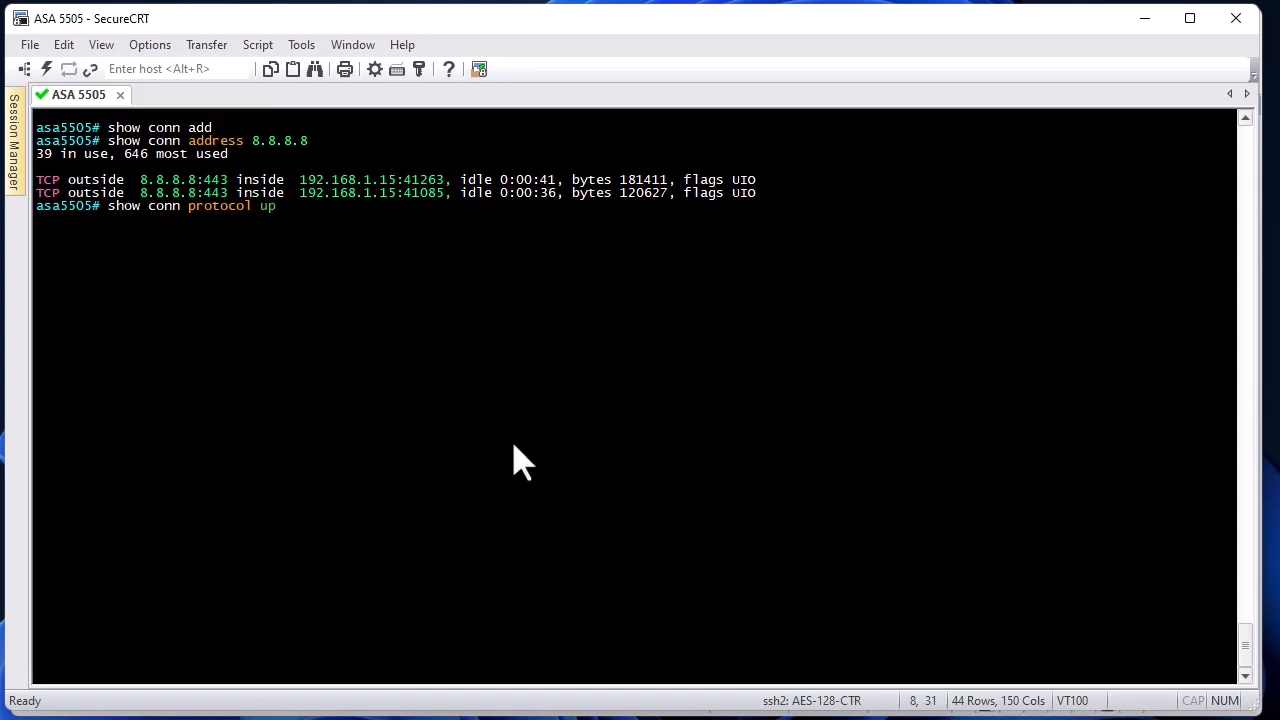 ASA 5505 - SecureCRT
File Edit View Options Transfer Script Tools Window Help
Enter host <Alt+R>
Session Manager
ASA 5505
asa5505# show conn add
asa5505# show conn address 8.8.8.8
39 in use, 646 most used
TCP outside 8.8.8.8:443 inside 192.168.1.15:41263, idle 0:00:41, bytes 181411, flags UIO
TCP outside 8.8.8.8:443 inside 192.168.1.15:41085, idle 0:00:36, bytes 120627, flags UIO
asa5505# show conn protocol up
Ready ssh2: AES-128-CTR 8, 31 44 Rows, 150 Cols VT100 CAP NUM